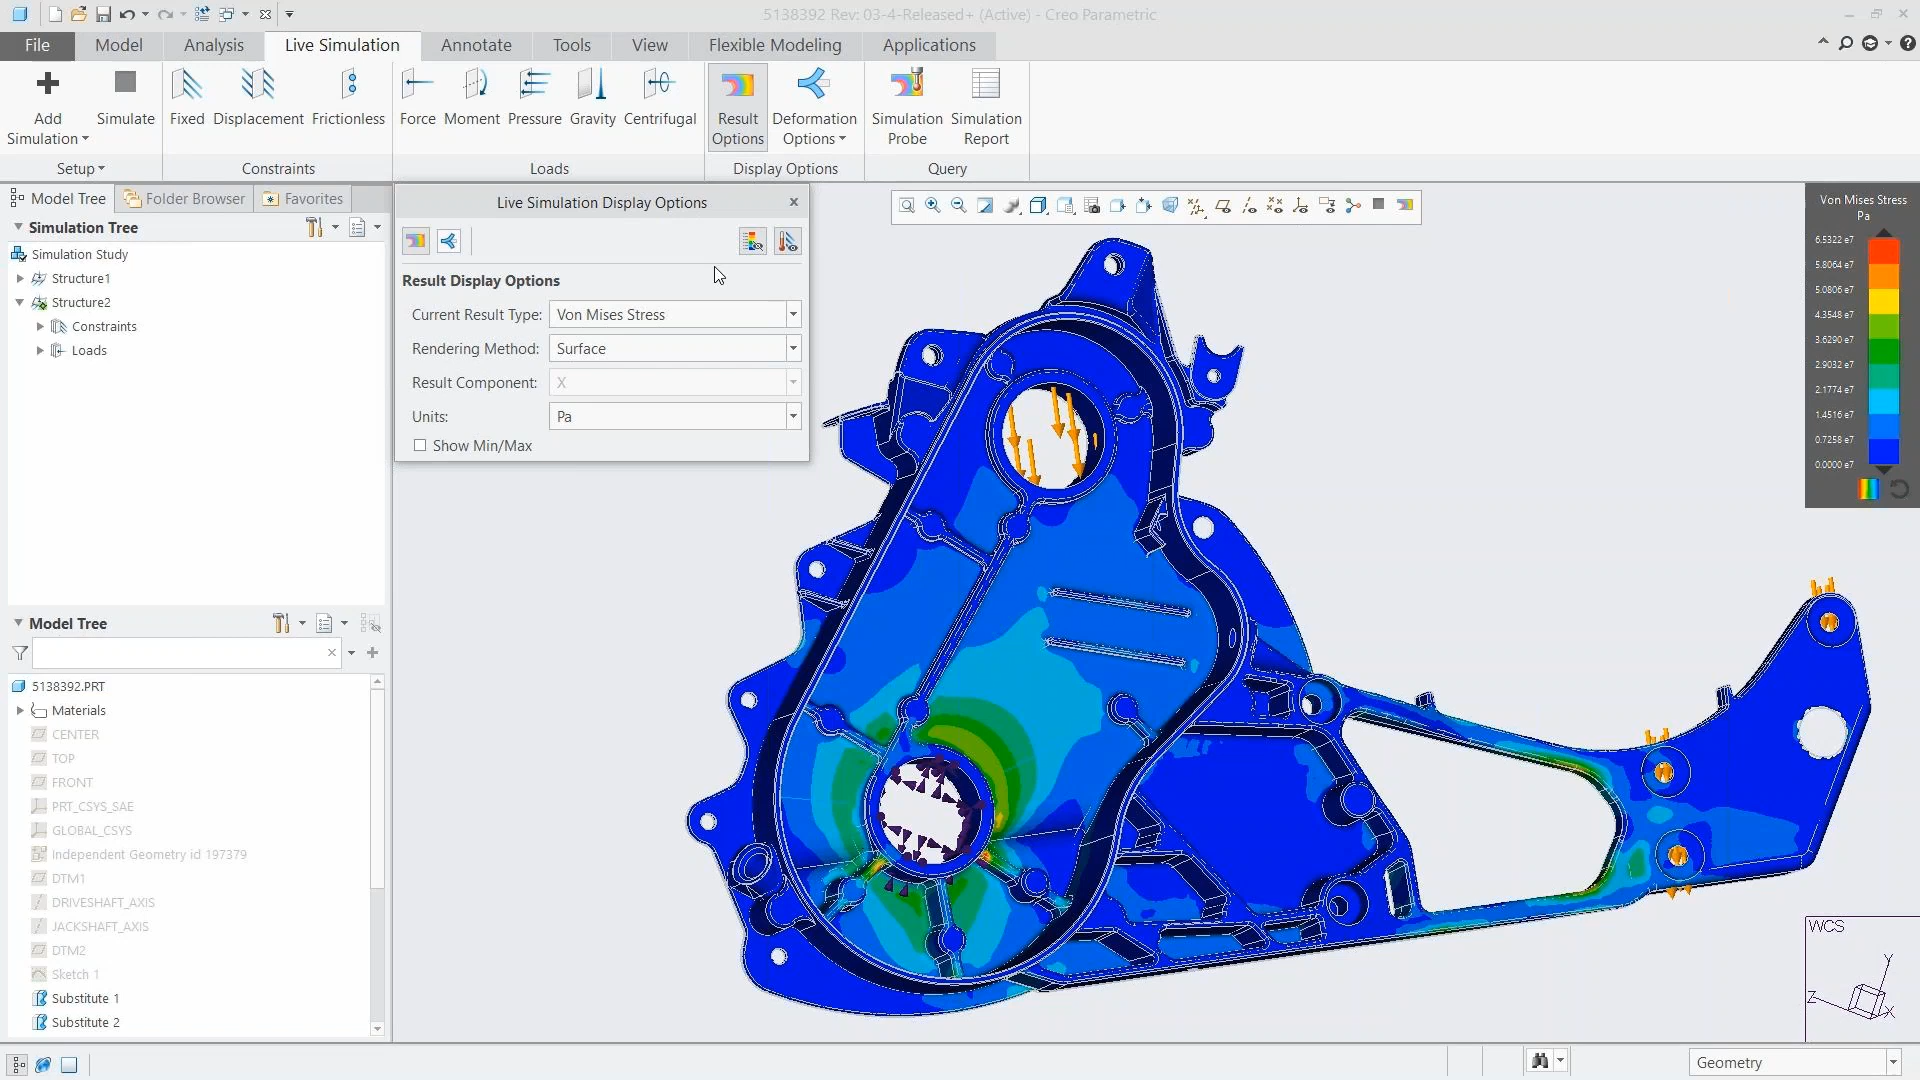 5138392 Rev: 03-4-Released+ (Active) - Creo Parametric
File Model Analysis Live Simulation Annotate Tools View Flexible Modeling Applications
Add Simulation
Simulate
Fixed
Displacement
Frictionless
Force
Moment
Pressure
Gravity
Centrifugal
Result Options
Deformation Options
Simulation Probe
Simulation Report
Setup Constraints Loads Display Options Query
Model Tree Folder Browser Favorites
Simulation Tree
Simulation Study
Structure1
Structure2
Constraints
Loads
Model Tree
5138392.PRT
Materials
CENTER
TOP
FRONT
PRT_CSYS_SAE
GLOBAL_CSYS
Independent Geometry id 197379
DTM1
DRIVESHAFT_AXIS
JACKSHAFT_AXIS
DTM2
Sketch 1
Substitute 1
Substitute 2
Live Simulation Display Options
Result Display Options
Current Result Type: Von Mises Stress
Rendering Method: Surface
Result Component: X
Units: Pa
Show Min/Max
Von Mises Stress
Pa
6.5322 e7
5.8064 e7
5.0806 e7
4.3548 e7
3.6290 e7
2.9032 e7
2.1774 e7
1.4516 e7
0.7258 e7
0.0000 e7
WCS
Y
Z
X
Geometry